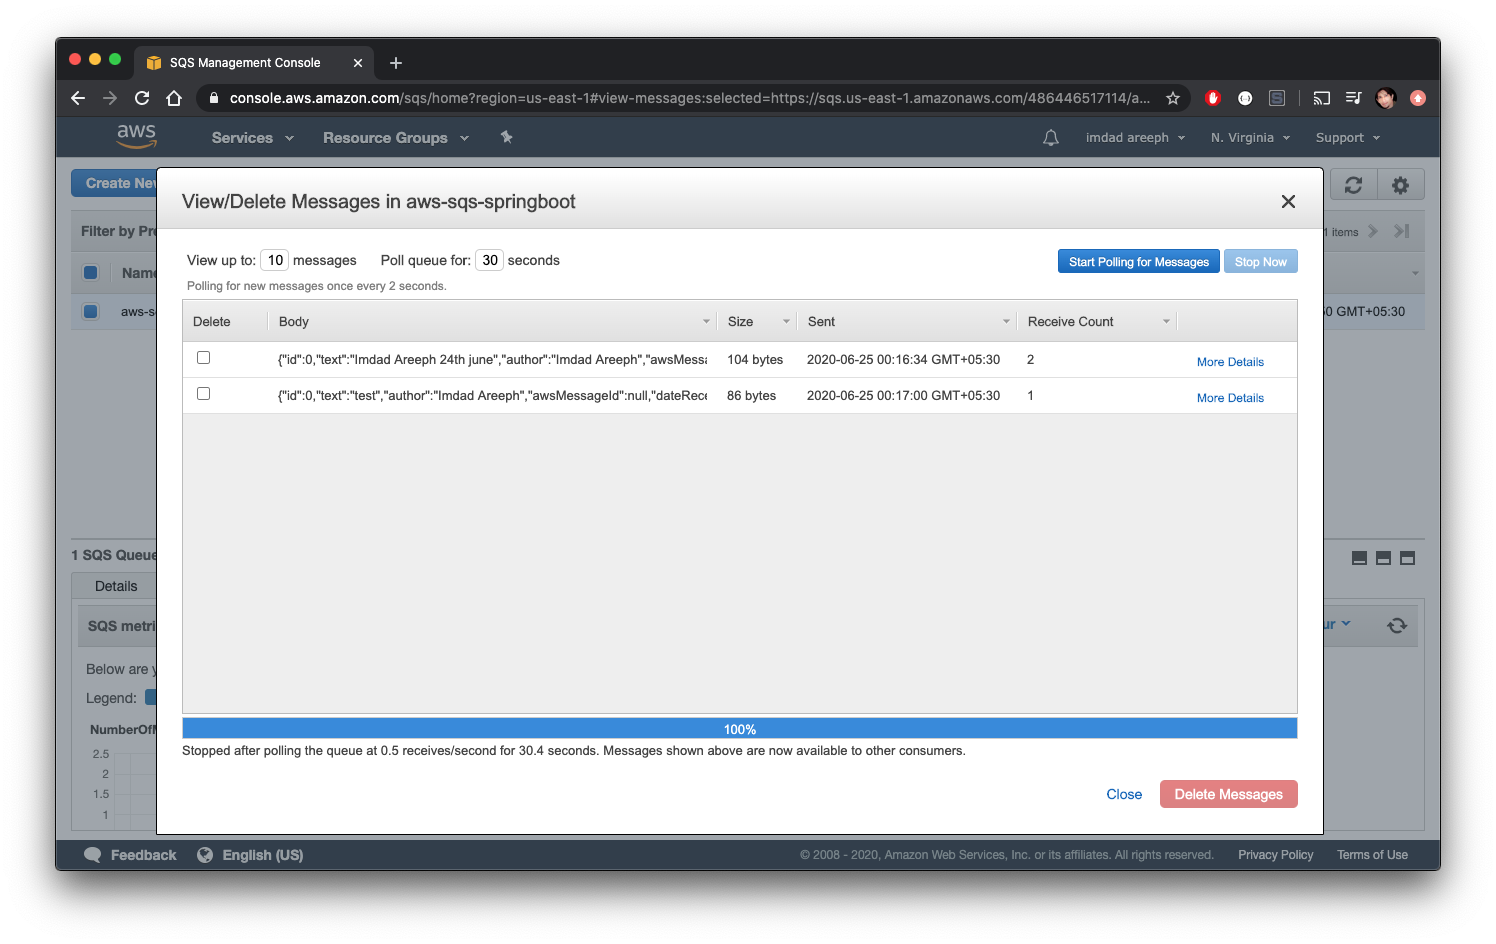 SQS Management Console
console.aws.amazon.com/sqs/home?region=us-east-1#view-messages:selected=https://sqs.us-east-1.amazonaws.com/486446517114/a...
aws Services Resource Groups imdad areeph N. Virginia Support
Create New
View/Delete Messages in aws-sqs-springboot
Filter by Pre
1 items
View up to: 10 messages Poll queue for: 30 seconds Start Polling for Messages Stop Now
Name
Polling for new messages once every 2 seconds.
aws-s
50 GMT+05:30
Delete Body Size Sent Receive Count
{"id":0,"text":"Imdad Areeph 24th june","author":"Imdad Areeph","awsMessa 104 bytes 2020-06-25 00:16:34 GMT+05:30 2 More Details
{"id":0,"text":"test","author":"Imdad Areeph","awsMessageId":null,"dateRece 86 bytes 2020-06-25 00:17:00 GMT+05:30 1 More Details
1 SQS Queue
Details
SQS metri
ur
Below are y
Legend:
NumberOfM
2.5
2
1.5
1
100%
Stopped after polling the queue at 0.5 receives/second for 30.4 seconds. Messages shown above are now available to other consumers.
Close Delete Messages
Feedback English (US) © 2008 - 2020, Amazon Web Services, Inc. or its affiliates. All rights reserved. Privacy Policy Terms of Use